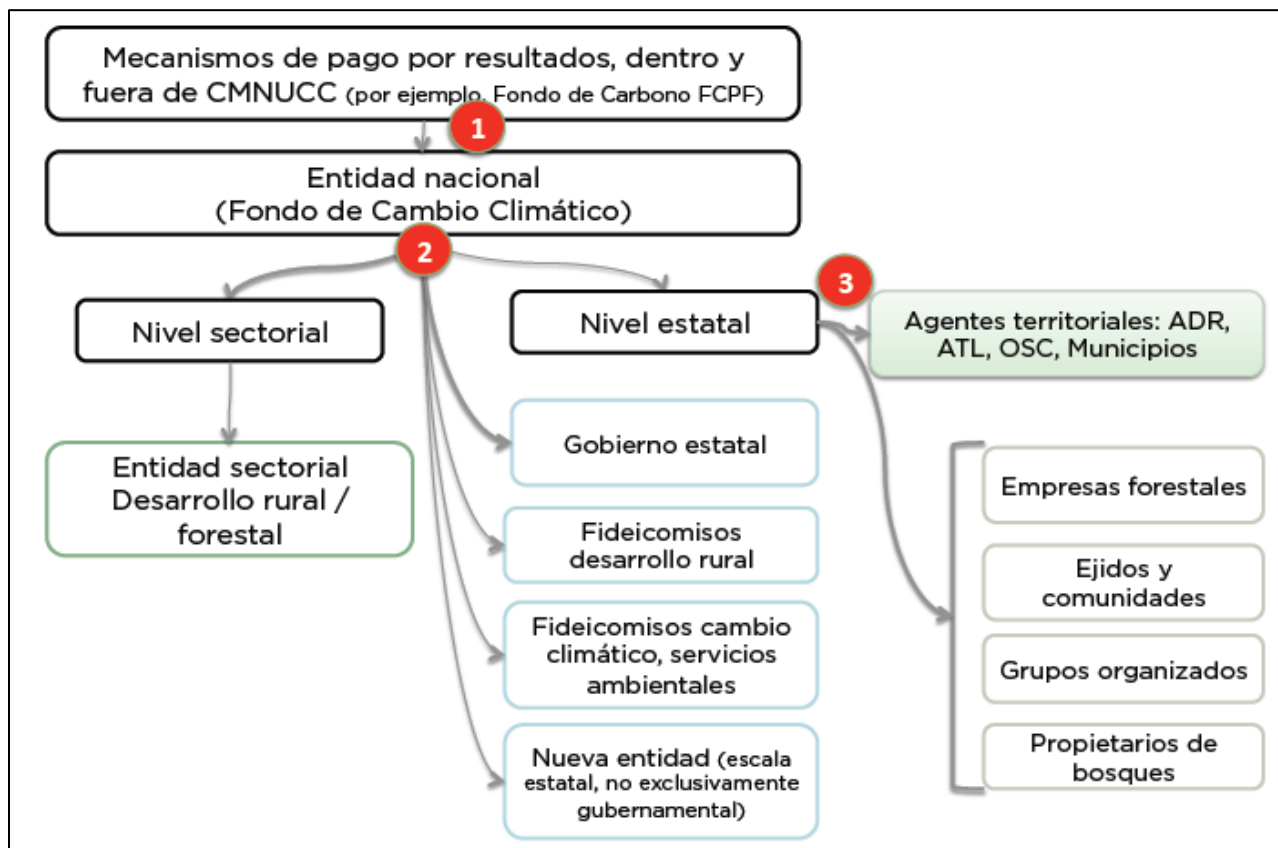 Mecanismos de pago por resultados, dentro y
fuera de CMNUCC (por ejemplo, Fondo de Carbono FCPF)
1
Entidad nacional
(Fondo de Cambio Climático)
2
3
Nivel sectorial
Nivel estatal
Agentes territoriales: ADR,
ATL, OSC, Municipios
Entidad sectorial
Desarrollo rural /
forestal
Gobierno estatal
Fideicomisos
desarrollo rural
Fideicomisos cambio
climático, servicios
ambientales
Nueva entidad (escala
estatal, no exclusivamente
gubernamental)
Empresas forestales
Ejidos y
comunidades
Grupos organizados
Propietarios de
bosques